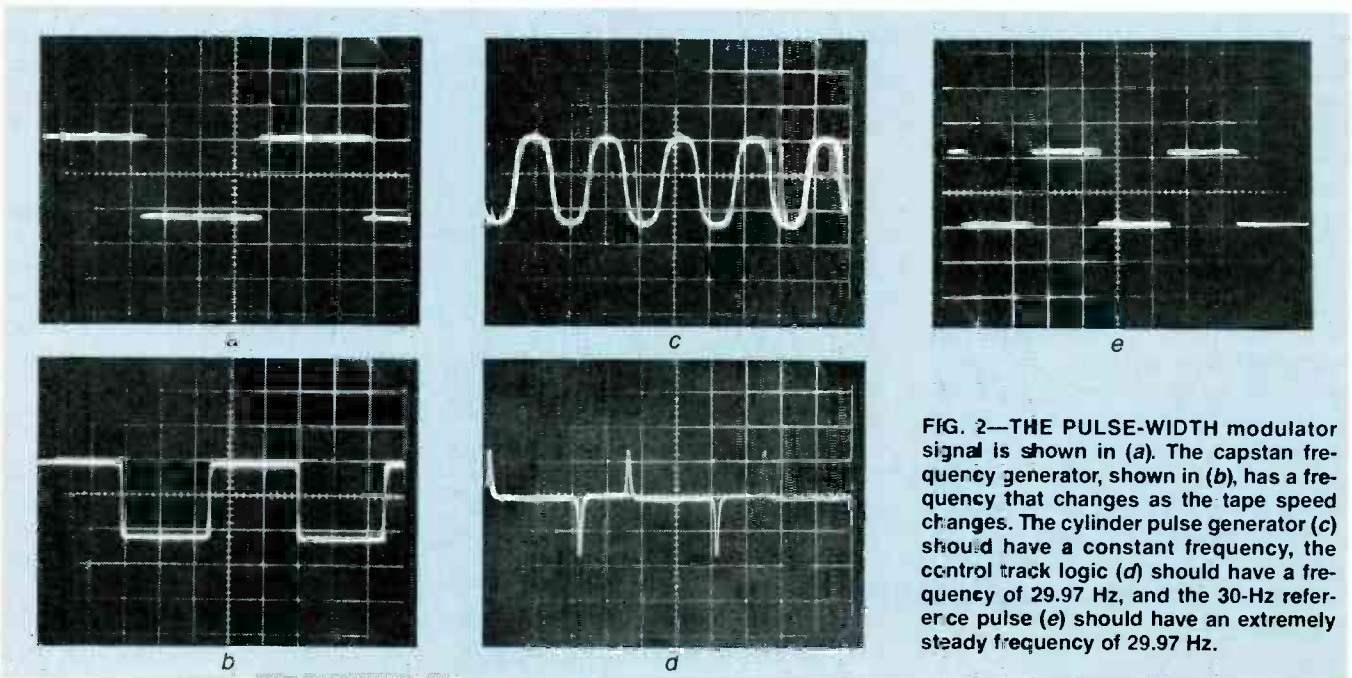 a
c
e
b
d
FIG. 2—THE PULSE-WIDTH modulator
signal is shown in (a). The capstan fre-
quency generator, shown in (b), has a fre-
quency that changes as the tape speed
changes. The cylinder pulse generator (c)
should have a constant frequency, the
control track logic (d) should have a fre-
quency of 29.97 Hz, and the 30-Hz refer-
ence pulse (e) should have an extremely
steady frequency of 29.97 Hz.